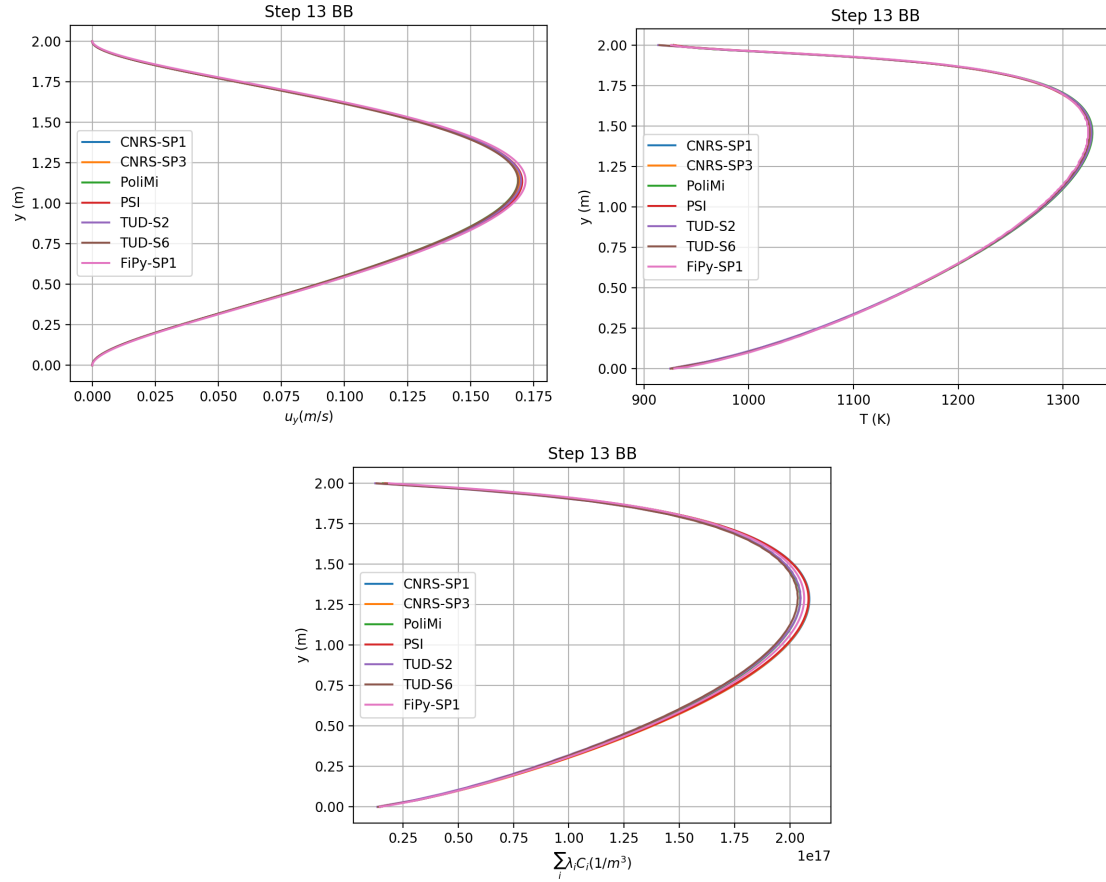 Step 13 BB
y (m)
2.00
1.75
1.50
1.25
1.00
0.75
0.50
0.25
0.00
CNRS-SP1
CNRS-SP3
PoliMi
PSI
TUD-S2
TUD-S6
FiPy-SP1
0.000 0.025 0.050 0.075 0.100 0.125 0.150 0.175
u_y(m/s)
Step 13 BB
y (m)
2.00
1.75
1.50
1.25
1.00
0.75
0.50
0.25
0.00
CNRS-SP1
CNRS-SP3
PoliMi
PSI
TUD-S2
TUD-S6
FiPy-SP1
900 1000 1100 1200 1300
T (K)
Step 13 BB
y (m)
2.00
1.75
1.50
1.25
1.00
0.75
0.50
0.25
0.00
CNRS-SP1
CNRS-SP3
PoliMi
PSI
TUD-S2
TUD-S6
FiPy-SP1
0.25 0.50 0.75 1.00 1.25 1.50 1.75 2.00
1e17
∑_i λ_i C_i (1/m³)